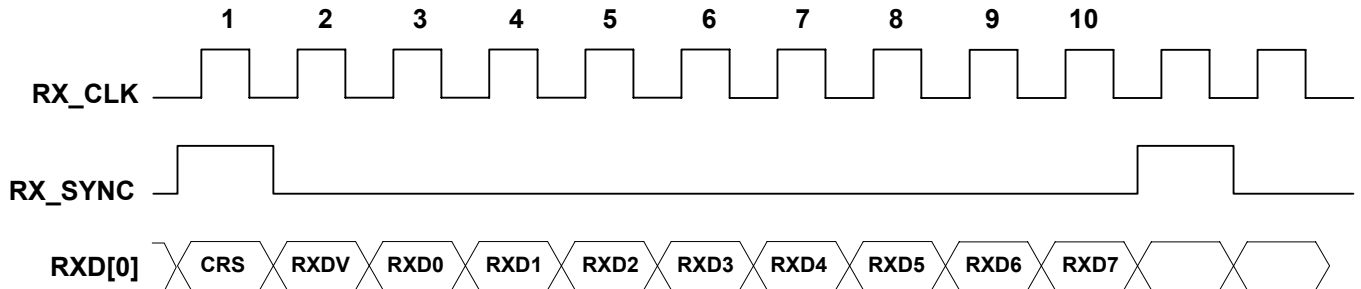 1 2 3 4 5 6 7 8 9 10
RX_CLK
RX_SYNC
RXD[0] CRS RXDV RXD0 RXD1 RXD2 RXD3 RXD4 RXD5 RXD6 RXD7